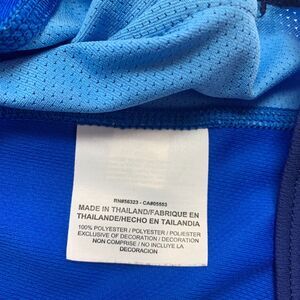 RN#56323 - CA#05553
MADE IN THAILAND/FABRIQUE EN
THAILANDE/HECHO EN TAILANDIA
100% POLYESTER / POLYESTER / POLIESTER
EXCLUSIVE OF DECORATION / DECORATION
NON COMPRISE / NO INCLUYE LA
DECORACION